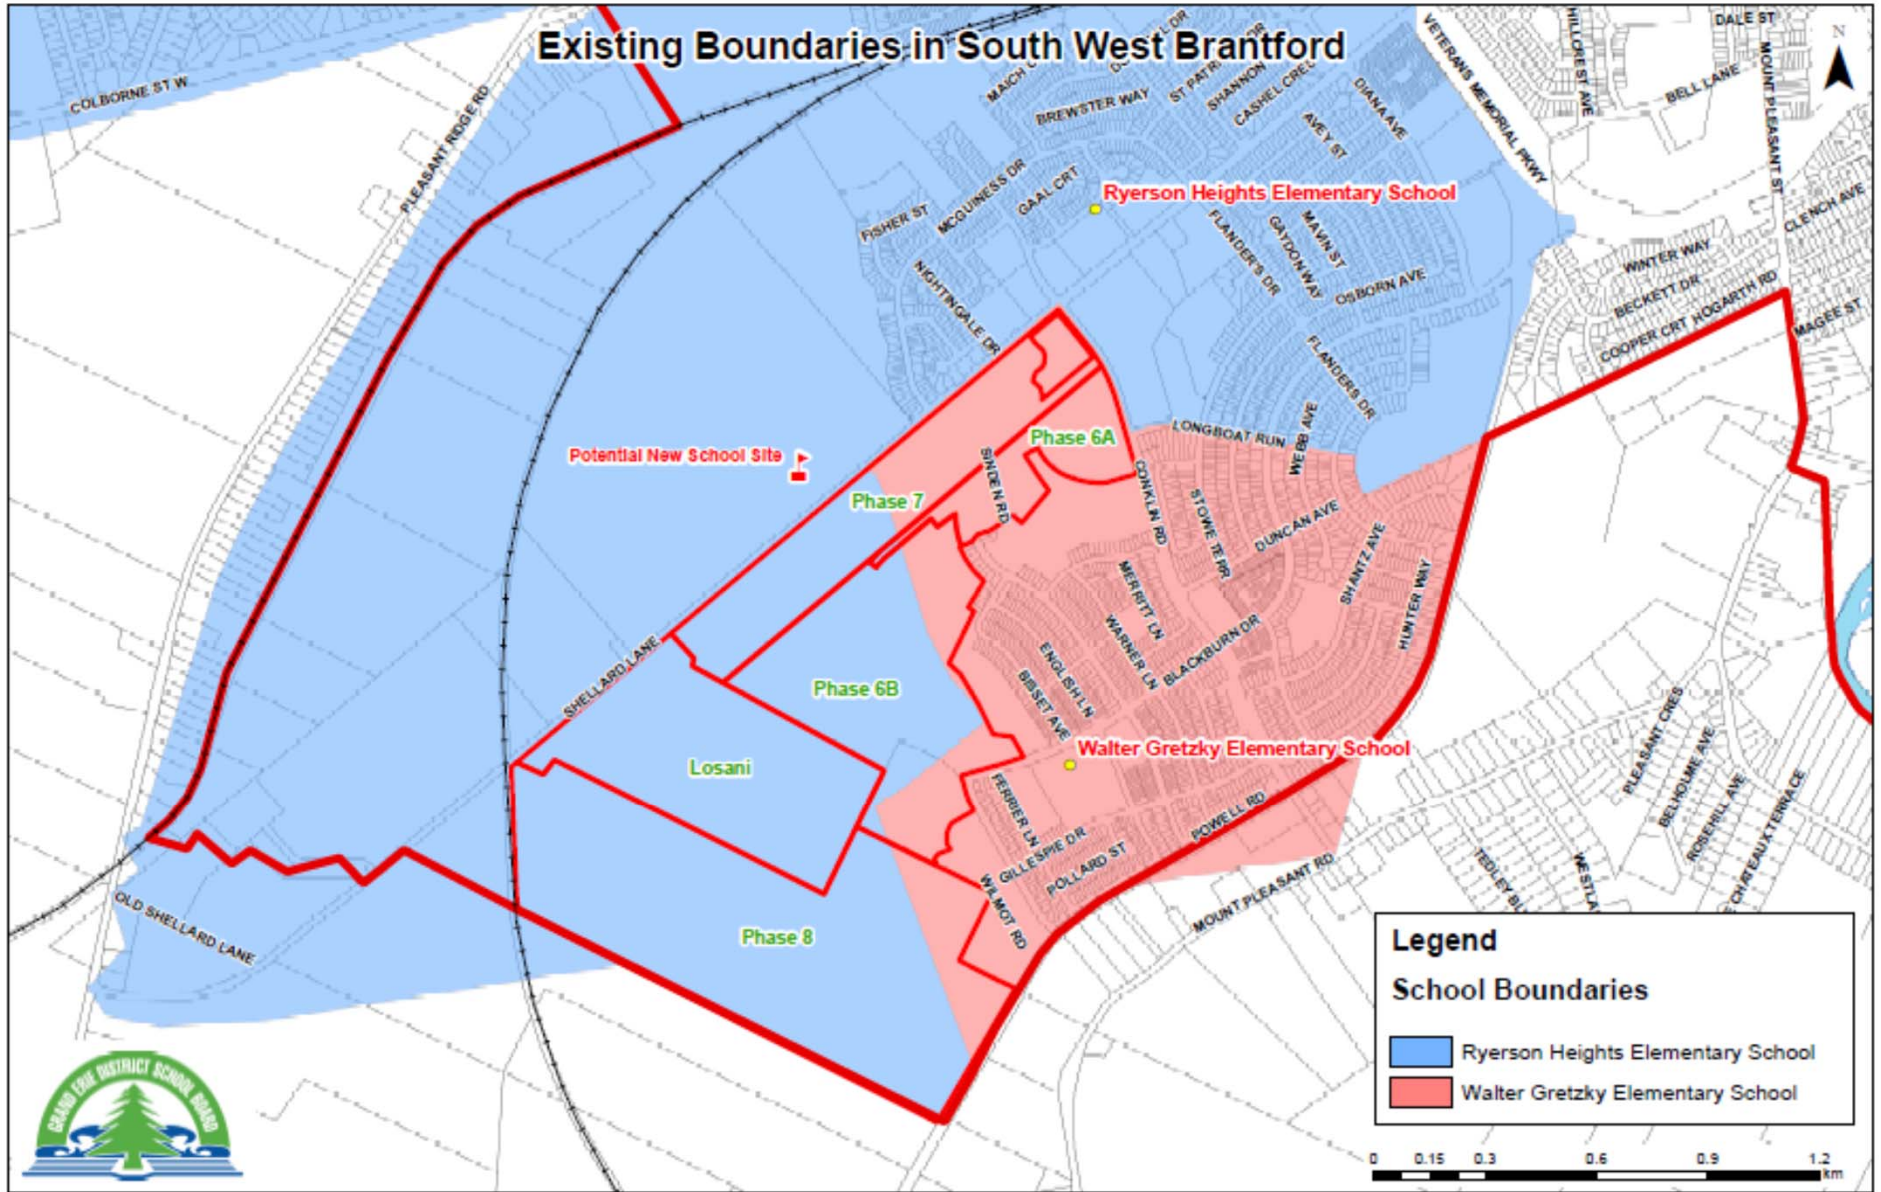 Existing Boundaries in South West Brantford
COLBORNE ST W
PLEASANT RIDGE RD
BREWSTER WAY
SHANNON
CASHEL CRES
AVEY ST
DIANA AVE
VETERANS MEMORIAL PKWY
HILLCREST AVE
DALE ST
BELL LANE
MOUNT PLEASANT ST
N
CLENCH AVE
FISHER ST
MCGUINESS DR
GAAL CRT
Ryerson Heights Elementary School
NIGHTINGALE DR
FLANDER'S DR
GAYDON WAY
MAVIN ST
OSBORN AVE
FLANDERS DR
WINTER WAY
BECKETT DR
COOPER CRT
HOGARTH RD
MAGEE ST
Potential New School Site
Phase 6A
LONGBOAT RUN
WEBB AVE
Phase 7
SINDEN RD
CONKLIN RD
STOWE TERR
DUNCAN AVE
SHANTZ AVE
HUNTER WAY
MERRITT LN
WARNER LN
BLACKBURN DR
ENGLISH LN
BISSET AVE
SHELLARD LANE
Phase 6B
Losani
Walter Gretzky Elementary School
FERRIER LN
GILLESPIE DR
POLLARD ST
POWELL RD
WILMOT RD
MOUNT PLEASANT RD
PLEASANT CRES
BELHOLME AVE
ROSEHILL AVE
CHATEAUX TERRACE
TEDLEY BL
WESTLA
OLD SHELLARD LANE
Phase 8
GRAND ERIE DISTRICT SCHOOL BOARD
Legend
School Boundaries
Ryerson Heights Elementary School
Walter Gretzky Elementary School
0 0.15 0.3 0.6 0.9 1.2
km